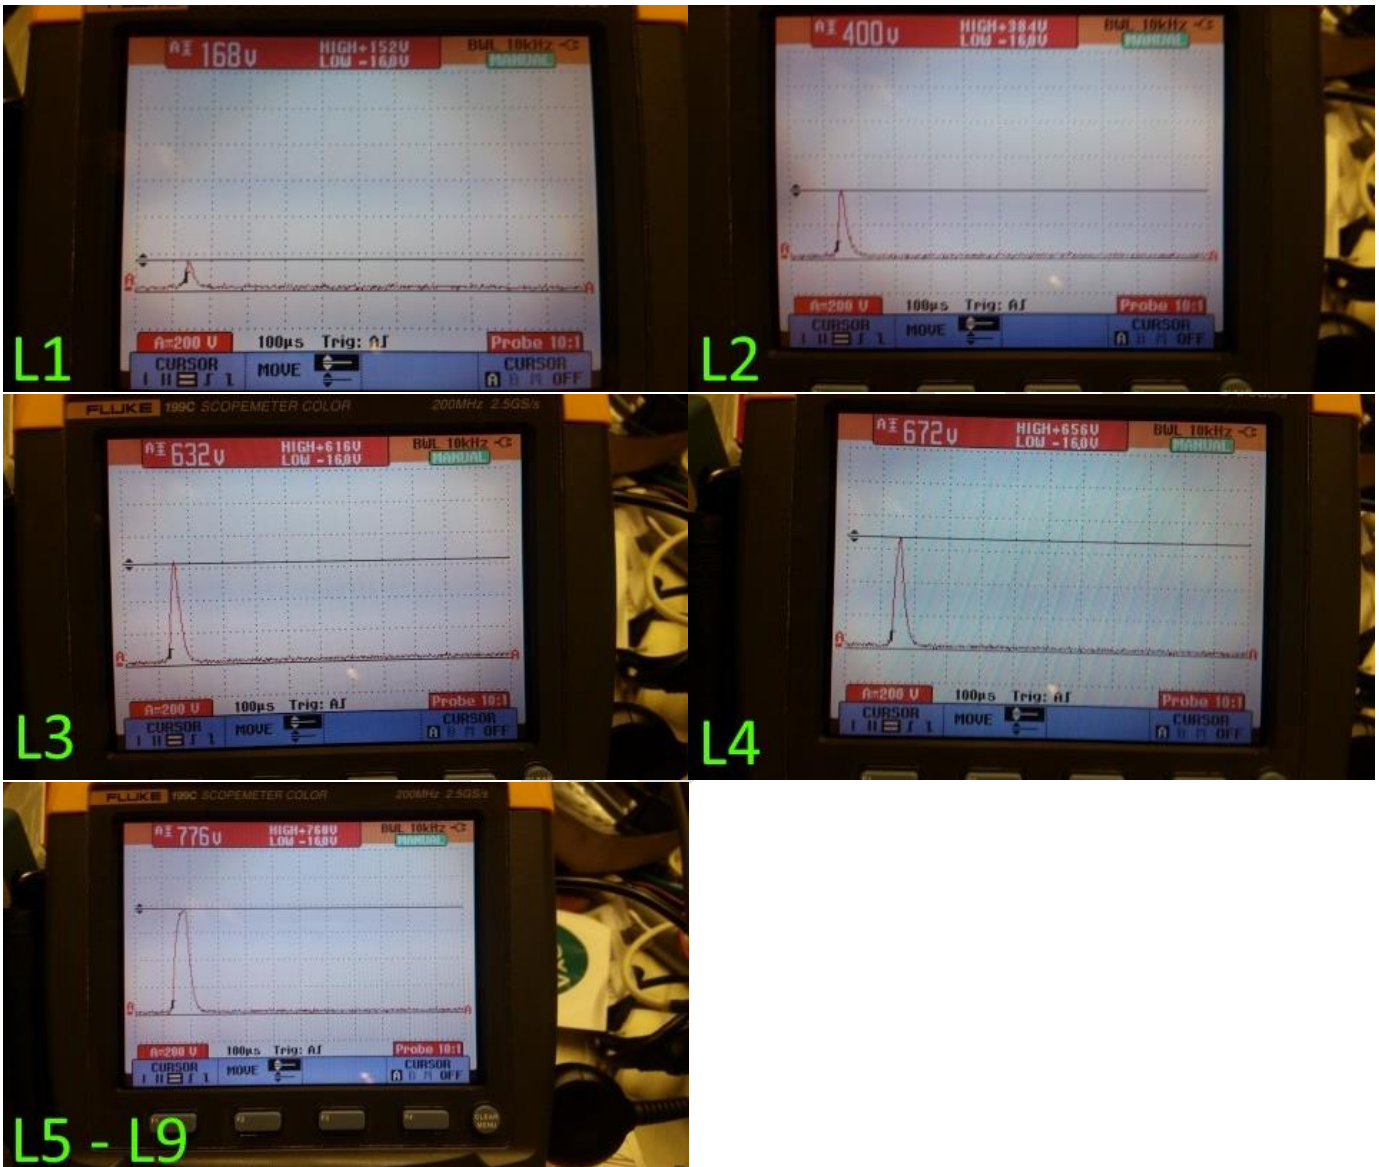 A 168V HIGH+152V BWL 10kHz
LOW -16,0V MANUAL
A
A
A=200 V 100µs Trig: A Probe 10:1
CURSOR MOVE CURSOR
A B M OFF
L1
A 400V HIGH+384V BWL 10kHz
LOW -16,0V MANUAL
A
A
A=200 V 100µs Trig: A Probe 10:1
CURSOR MOVE CURSOR
A B M OFF
L2
FLUKE 199C SCOPEMETER COLOR 200MHz 2.5GS/s
A 632V HIGH+616V BWL 10kHz
LOW -16,0V MANUAL
A
A
A=200 V 100µs Trig: A Probe 10:1
CURSOR MOVE CURSOR
A B M OFF
L3
A 672V HIGH+656V BWL 10kHz
LOW -16,0V MANUAL
A
A
A=200 V 100µs Trig: A Probe 10:1
CURSOR MOVE CURSOR
A B M OFF
L4
FLUKE 199C SCOPEMETER COLOR 200MHz 2.5GS/s
A 776V HIGH+760V BWL 10kHz
LOW -16,0V MANUAL
A
A
A=200 V 100µs Trig: A Probe 10:1
CURSOR MOVE CURSOR
A B M OFF
CLEAR
MENU
L5 - L9